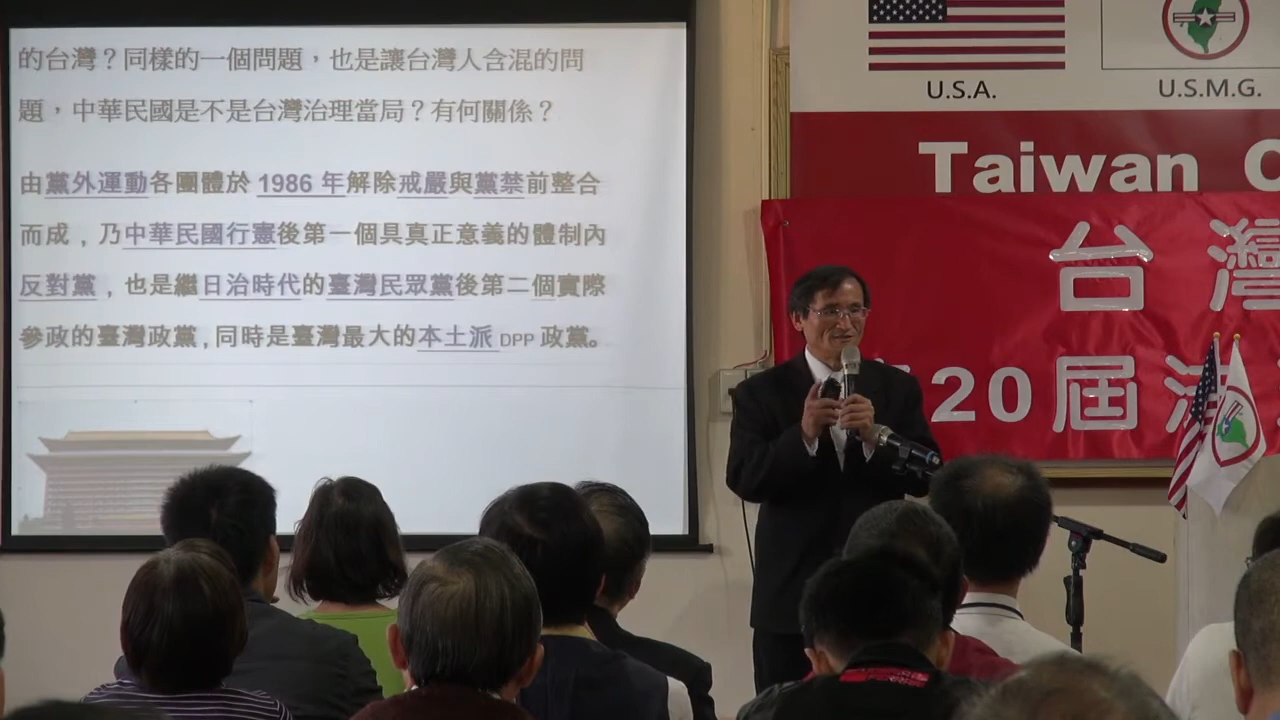 的台灣？同樣的一個問題，也是讓台灣人含混的問
題，中華民國是不是台灣治理當局？有何關係？
由黨外運動各團體於 1986 年解除戒嚴與黨禁前整合
而成，乃中華民國行憲後第一個具真正意義的體制內
反對黨，也是繼日治時代的臺灣民眾黨後第二個實際
參政的臺灣政黨，同時是臺灣最大的本土派 DPP 政黨。
U.S.A.
U.S.M.G.
Taiwan C
台灣
20屆